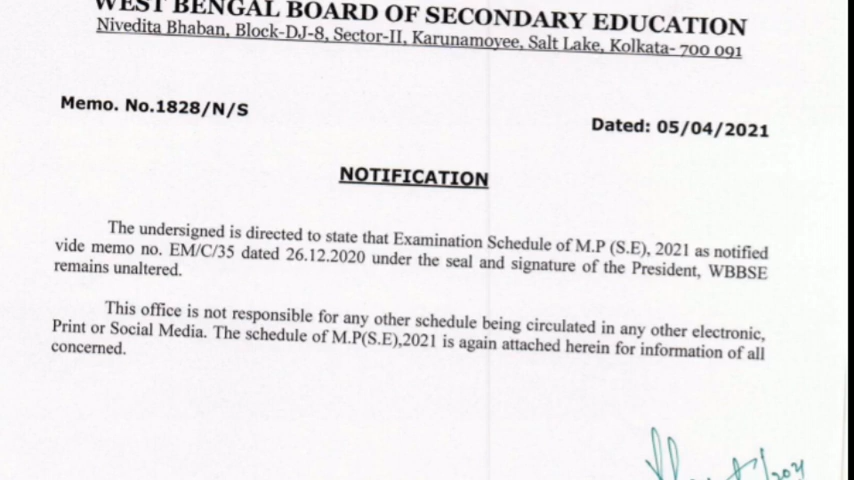 WEST BENGAL BOARD OF SECONDARY EDUCATION
Nivedita Bhaban, Block-DJ-8, Sector-II, Karunamoyee, Salt Lake, Kolkata- 700 091
Memo. No.1828/N/S
Dated: 05/04/2021
NOTIFICATION
The undersigned is directed to state that Examination Schedule of M.P (S.E), 2021 as notified
vide memo no. EM/C/35 dated 26.12.2020 under the seal and signature of the President, WBBSE
remains unaltered.
This office is not responsible for any other schedule being circulated in any other electronic,
Print or Social Media. The schedule of M.P(S.E),2021 is again attached herein for information of all
concerned.